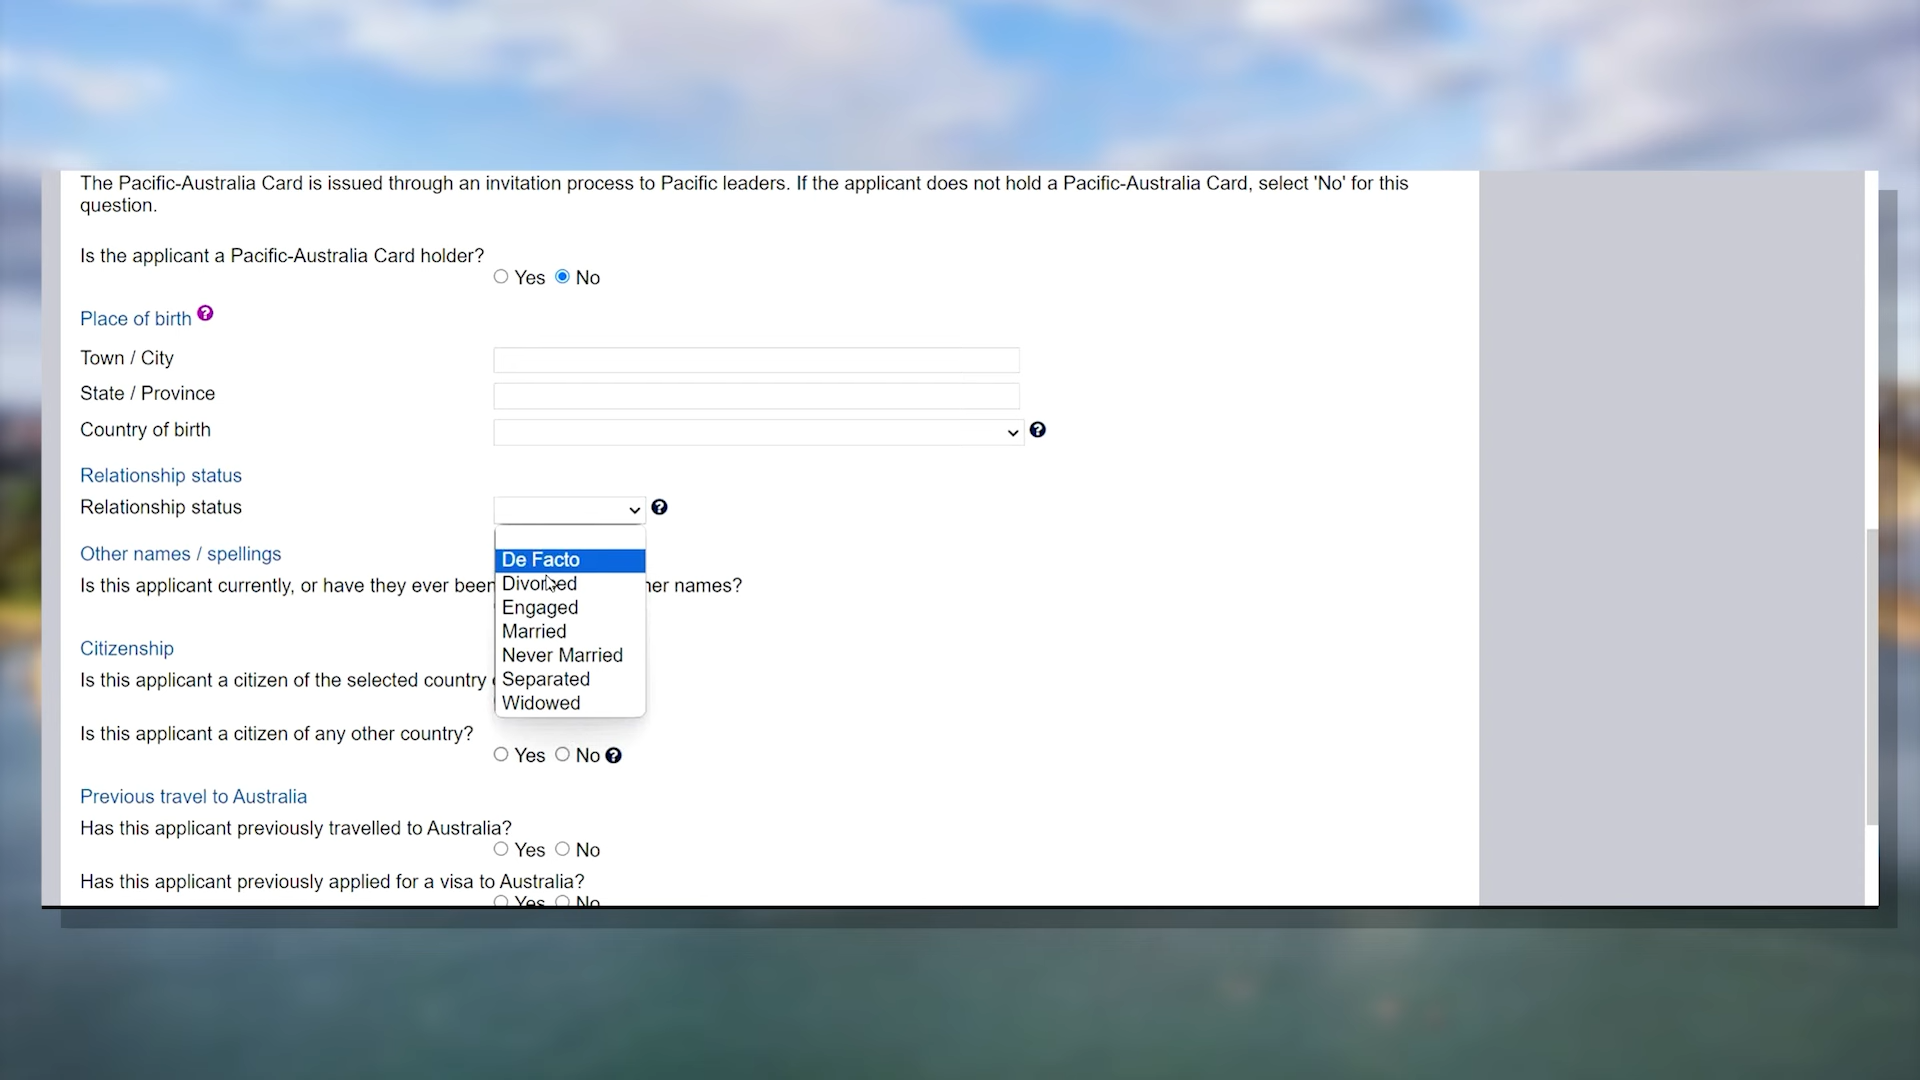 The Pacific-Australia Card is issued through an invitation process to Pacific leaders. If the applicant does not hold a Pacific-Australia Card, select 'No' for this
question.
Is the applicant a Pacific-Australia Card holder?
Yes No
Place of birth ?
Town / City
State / Province
Country of birth ?
Relationship status
Relationship status ?
De Facto
Divorced
Engaged
Married
Never Married
Separated
Widowed
Other names / spellings
Is this applicant currently, or have they ever been her names?
Citizenship
Is this applicant a citizen of the selected country
Is this applicant a citizen of any other country?
Yes No ?
Previous travel to Australia
Has this applicant previously travelled to Australia?
Yes No
Has this applicant previously applied for a visa to Australia?
Yes No